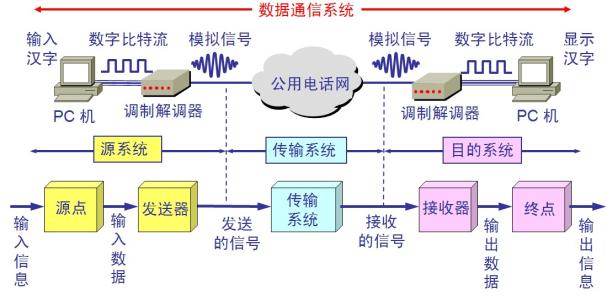 数据通信系统
输入
汉字
数字比特流
模拟信号
模拟信号
数字比特流
显示
汉字
公用电话网
PC 机
调制解调器
调制解调器
PC 机
源系统
传输系统
目的系统
源点
发送器
传输
系统
接收器
终点
输
入
信
息
输
入
数
据
发送
的信号
接收
的信号
输
出
数
据
输
出
信
息